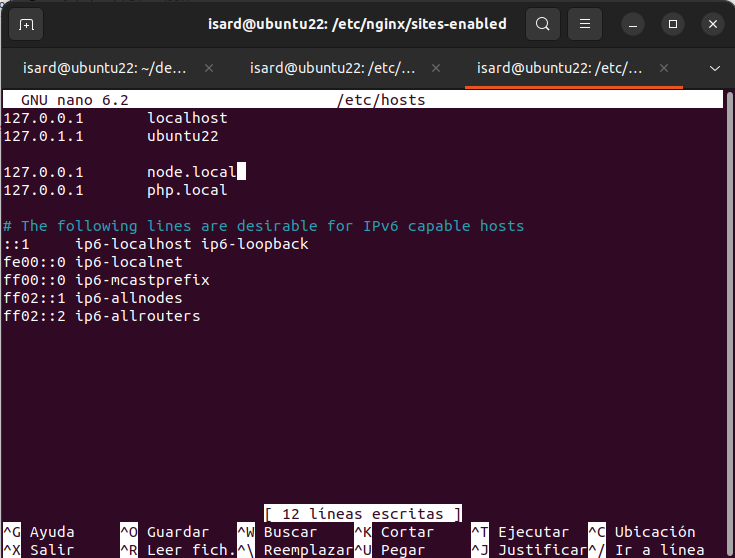 isard@ubuntu22: /etc/nginx/sites-enabled
isard@ubuntu22: ~/de... × isard@ubuntu22: /etc/... × isard@ubuntu22: /etc/... ×
GNU nano 6.2 /etc/hosts
127.0.0.1 localhost
127.0.1.1 ubuntu22
127.0.0.1 node.local
127.0.0.1 php.local
# The following lines are desirable for IPv6 capable hosts
::1 ip6-localhost ip6-loopback
fe00::0 ip6-localnet
ff00::0 ip6-mcastprefix
ff02::1 ip6-allnodes
ff02::2 ip6-allrouters
[ 12 líneas escritas ]
^G Ayuda ^O Guardar ^W Buscar ^K Cortar ^T Ejecutar ^C Ubicación
^X Salir ^R Leer fich. ^\ Reemplazar ^U Pegar ^J Justificar ^/ Ir a línea